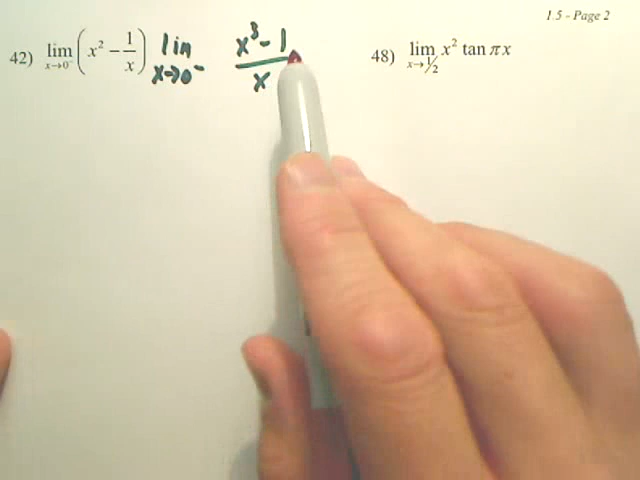 1.5 - Page 2
42) lim x→0⁻ (x² − 1/x) lim x→0⁻ x³ - 1 / x
48) lim x→1/2 x² tan πx